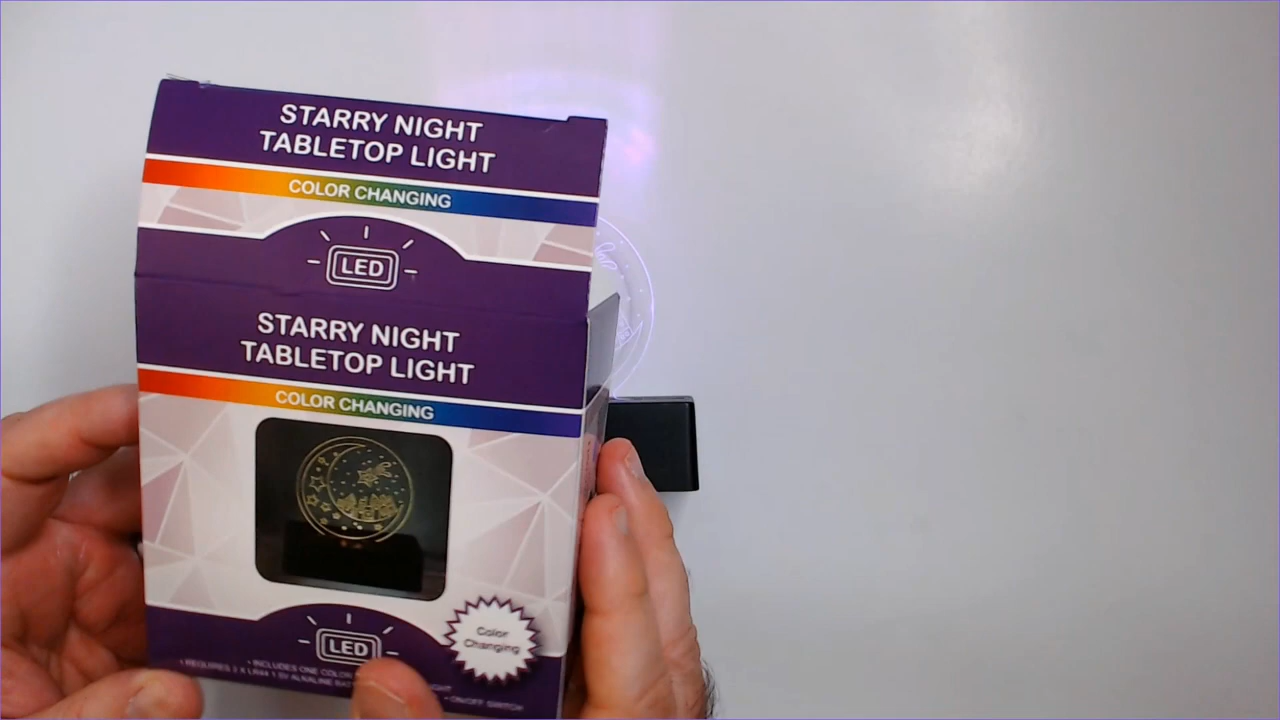 STARRY NIGHT
TABLETOP LIGHT
COLOR CHANGING
LED
STARRY NIGHT
TABLETOP LIGHT
COLOR CHANGING
Color
Changing
LED
• INCLUDES ONE COLOR
• REQUIRES 3 X LR44 1.5V ALKALINE
• ON/OFF SWITCH